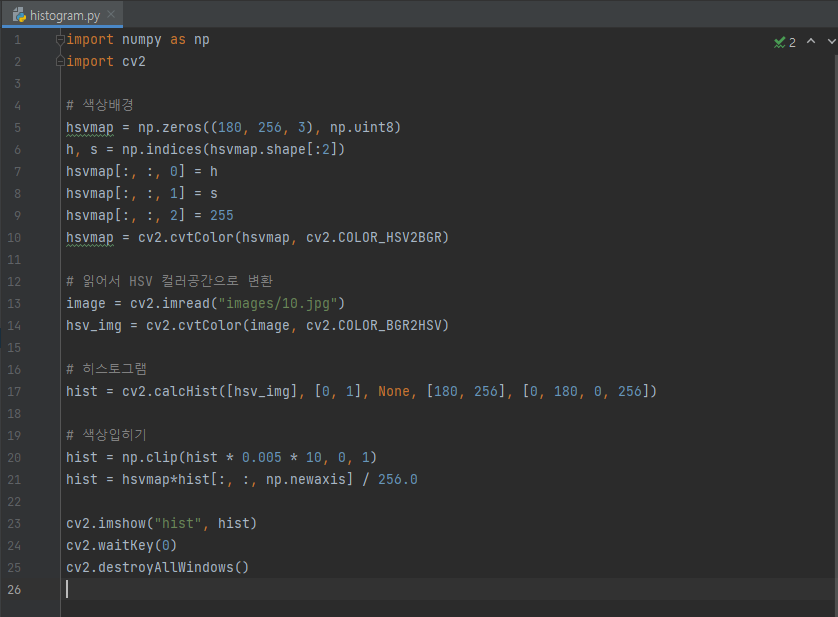 histogram.py
2
1 import numpy as np
2 import cv2
3
4 # 색상배경
5 hsvmap = np.zeros((180, 256, 3), np.uint8)
6 h, s = np.indices(hsvmap.shape[:2])
7 hsvmap[:, :, 0] = h
8 hsvmap[:, :, 1] = s
9 hsvmap[:, :, 2] = 255
10 hsvmap = cv2.cvtColor(hsvmap, cv2.COLOR_HSV2BGR)
11
12 # 읽어서 HSV 컬러공간으로 변환
13 image = cv2.imread("images/10.jpg")
14 hsv_img = cv2.cvtColor(image, cv2.COLOR_BGR2HSV)
15
16 # 히스토그램
17 hist = cv2.calcHist([hsv_img], [0, 1], None, [180, 256], [0, 180, 0, 256])
18
19 # 색상입히기
20 hist = np.clip(hist * 0.005 * 10, 0, 1)
21 hist = hsvmap*hist[:, :, np.newaxis] / 256.0
22
23 cv2.imshow("hist", hist)
24 cv2.waitKey(0)
25 cv2.destroyAllWindows()
26